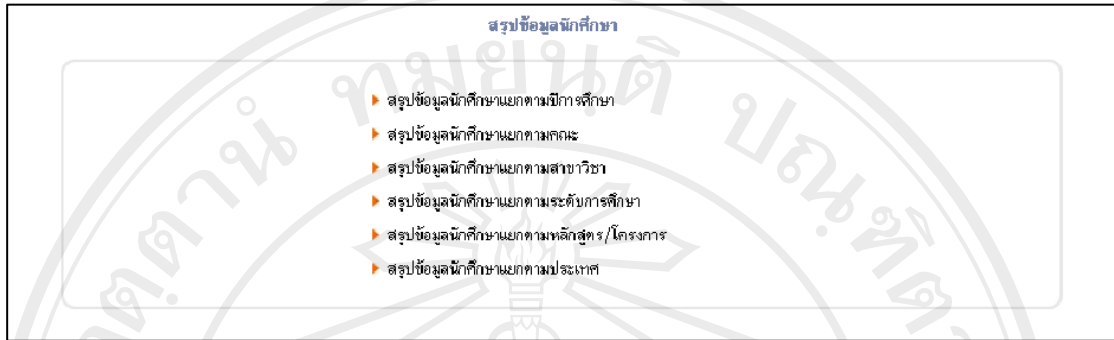 สรุปข้อมูลนักศึกษา
สรุปข้อมูลนักศึกษาแยกตามปีการศึกษา
สรุปข้อมูลนักศึกษาแยกตามคณะ
สรุปข้อมูลนักศึกษาแยกตามสาขาวิชา
สรุปข้อมูลนักศึกษาแยกตามระดับการศึกษา
สรุปข้อมูลนักศึกษาแยกตามหลักสูตร/โครงการ
สรุปข้อมูลนักศึกษาแยกตามประเทศ